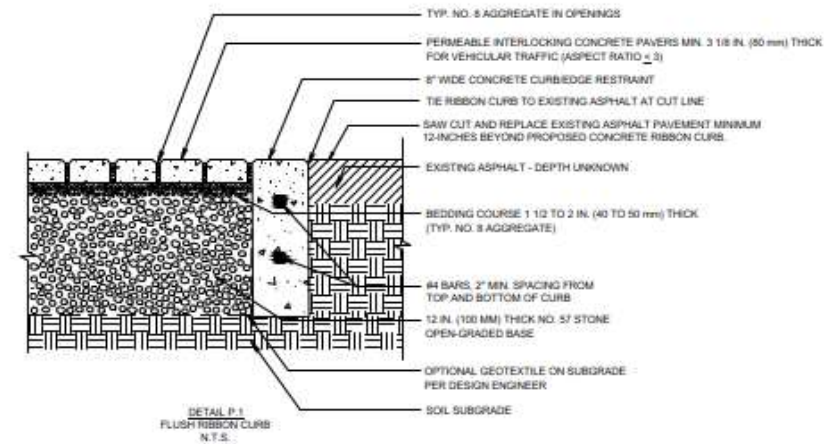 TYP. NO. 8 AGGREGATE IN OPENINGS
PERMEABLE INTERLOCKING CONCRETE PAVERS MIN. 3 1/8 IN. (80 mm) THICK
FOR VEHICULAR TRAFFIC (ASPECT RATIO < 3)
8" WIDE CONCRETE CURB/EDGE RESTRAINT
TIE RIBBON CURB TO EXISTING ASPHALT AT CUT LINE
SAW CUT AND REPLACE EXISTING ASPHALT PAVEMENT MINIMUM
12-INCHES BEYOND PROPOSED CONCRETE RIBBON CURB.
EXISTING ASPHALT - DEPTH UNKNOWN
BEDDING COURSE 1 1/2 TO 2 IN. (40 TO 50 mm) THICK
(TYP. NO. 8 AGGREGATE)
#4 BARS, 2" MIN. SPACING FROM
TOP AND BOTTOM OF CURB
12 IN. (100 MM) THICK NO. 57 STONE
OPEN-GRADED BASE
OPTIONAL GEOTEXTILE ON SUBGRADE
PER DESIGN ENGINEER
SOIL SUBGRADE
DETAIL P.1
FLUSH RIBBON CURB
N.T.S.